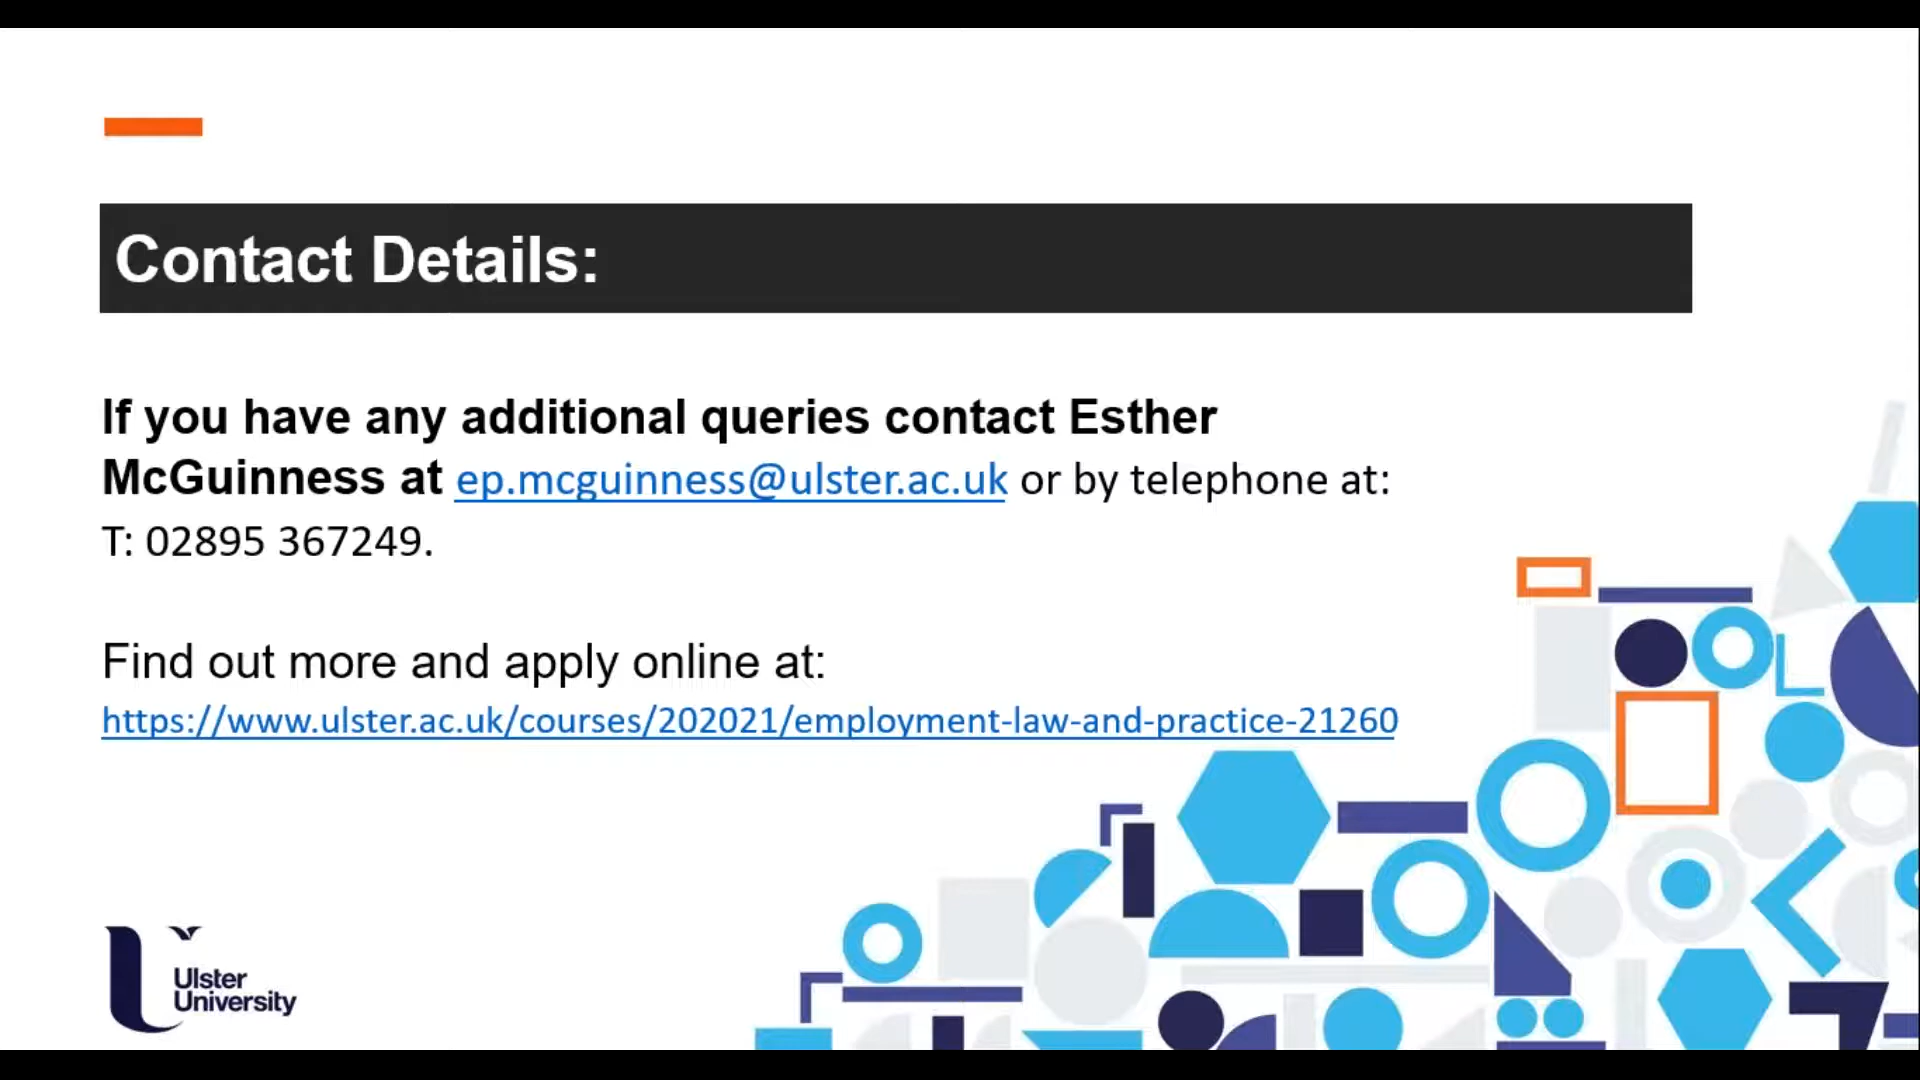 Contact Details:
If you have any additional queries contact Esther
McGuinness at ep.mcguinness@ulster.ac.uk or by telephone at:
T: 02895 367249.
Find out more and apply online at:
https://www.ulster.ac.uk/courses/202021/employment-law-and-practice-21260
Ulster
University